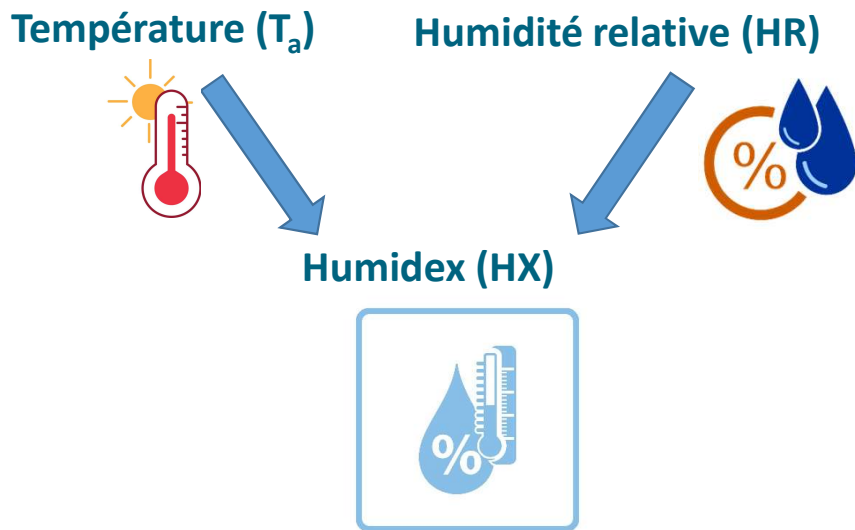 Température (Ta)
Humidité relative (HR)
%
Humidex (HX)
%